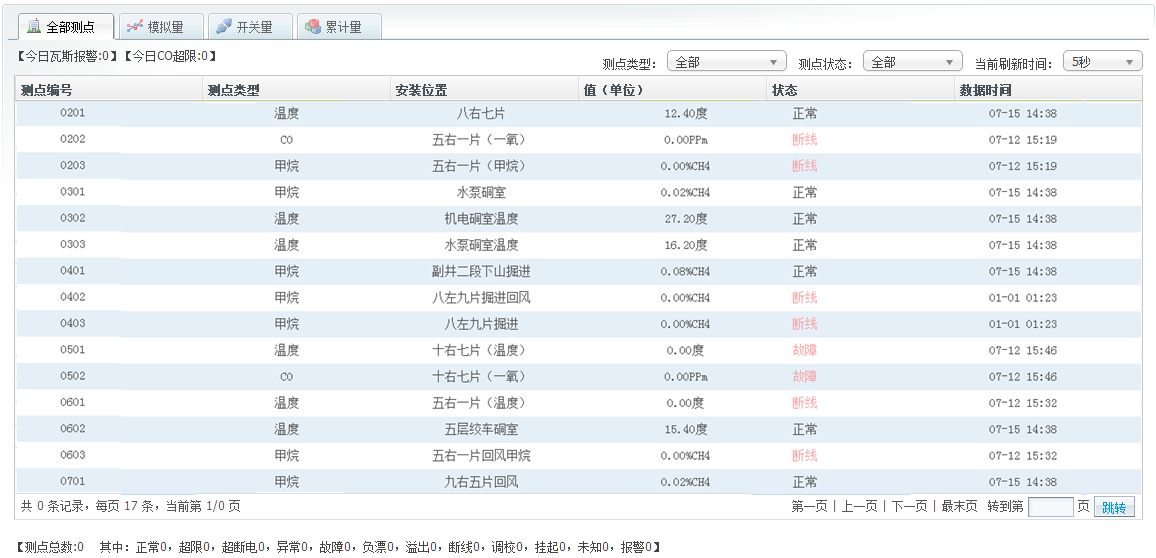 全部测点 模拟量 开关量 累计量
【今日瓦斯报警:0】【今日CO超限:0】 测点类型: 全部 测点状态: 全部 当前刷新时间: 5秒
测点编号 测点类型 安装位置 值（单位） 状态 数据时间
0201 温度 八右七片 12.40度 正常 07-15 14:38
0202 CO 五右一片（一氧） 0.00PPm 断线 07-12 15:19
0203 甲烷 五右一片（甲烷） 0.00%CH4 断线 07-12 15:19
0301 甲烷 水泵硐室 0.02%CH4 正常 07-15 14:38
0302 温度 机电硐室温度 27.20度 正常 07-15 14:38
0303 温度 水泵硐室温度 16.20度 正常 07-15 14:38
0401 甲烷 副井二段下山掘进 0.08%CH4 正常 07-15 14:38
0402 甲烷 八左九片掘进回风 0.00%CH4 断线 01-01 01:23
0403 甲烷 八左九片掘进 0.00%CH4 断线 01-01 01:23
0501 温度 十右七片（温度） 0.00度 故障 07-12 15:46
0502 CO 十右七片（一氧） 0.00PPm 故障 07-12 15:46
0601 温度 五右一片（温度） 0.00度 断线 07-12 15:32
0602 温度 五层绞车硐室 15.40度 正常 07-15 14:38
0603 甲烷 五右一片回风甲烷 0.00%CH4 断线 07-12 15:32
0701 甲烷 九右五片回风 0.02%CH4 正常 07-15 14:38
共 0 条记录，每页 17 条，当前第 1/0 页 第一页 | 上一页 | 下一页 | 最末页 转到第 页 跳转
【测点总数:0 其中: 正常0，超限0，超断电0，异常0，故障0，负漂0，溢出0，断线0，调校0，挂起0，未知0，报警0】